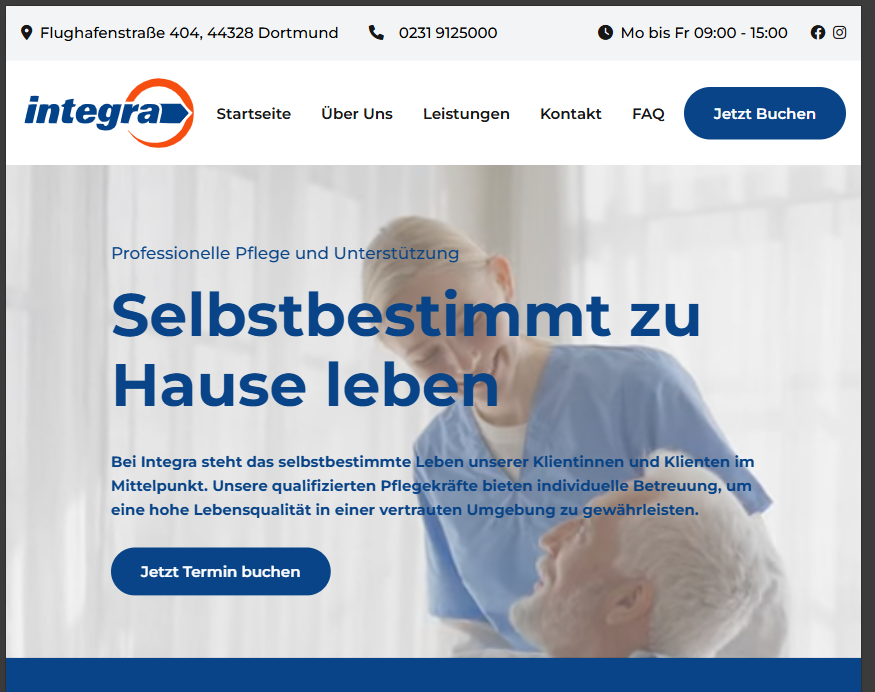 Flughafenstraße 404, 44328 Dortmund
0231 9125000
Mo bis Fr 09:00 - 15:00
integra
Startseite
Über Uns
Leistungen
Kontakt
FAQ
Jetzt Buchen
Professionelle Pflege und Unterstützung
Selbstbestimmt zu
Hause leben
Bei Integra steht das selbstbestimmte Leben unserer Klientinnen und Klienten im
Mittelpunkt. Unsere qualifizierten Pflegekräfte bieten individuelle Betreuung, um
eine hohe Lebensqualität in einer vertrauten Umgebung zu gewährleisten.
Jetzt Termin buchen